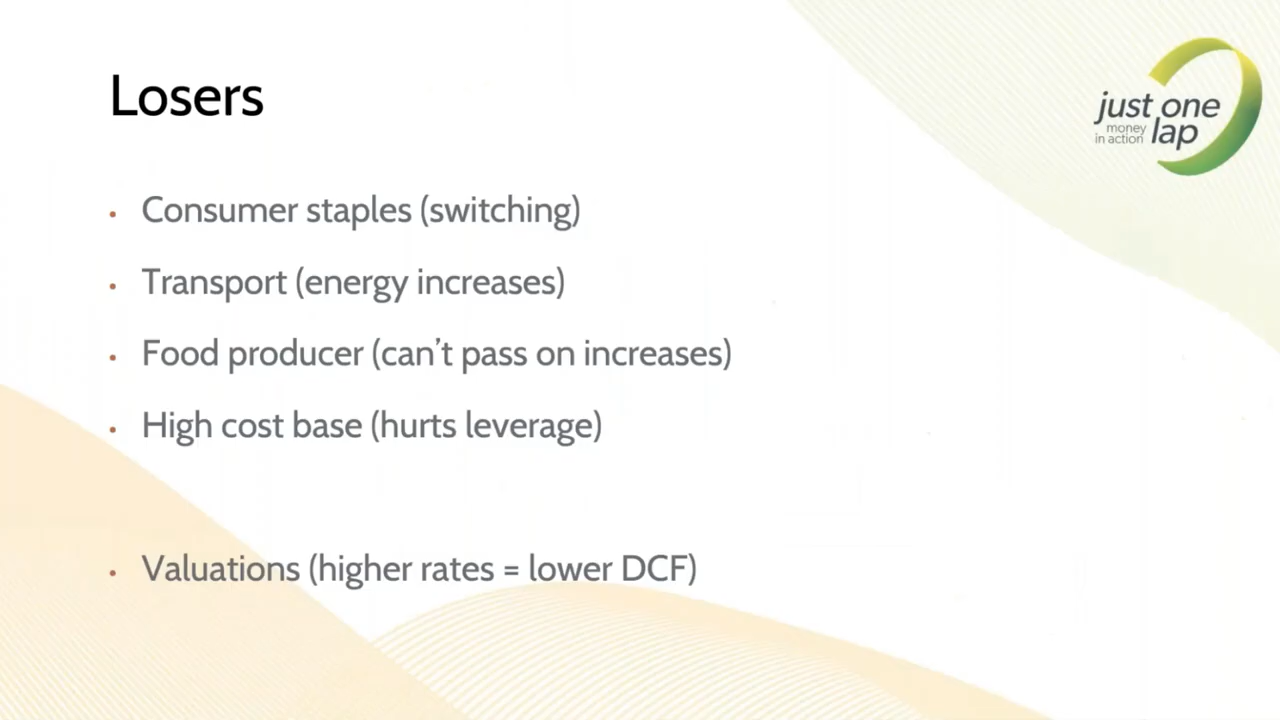 Losers
just one
money
in action lap
• Consumer staples (switching)
• Transport (energy increases)
• Food producer (can’t pass on increases)
• High cost base (hurts leverage)
• Valuations (higher rates = lower DCF)